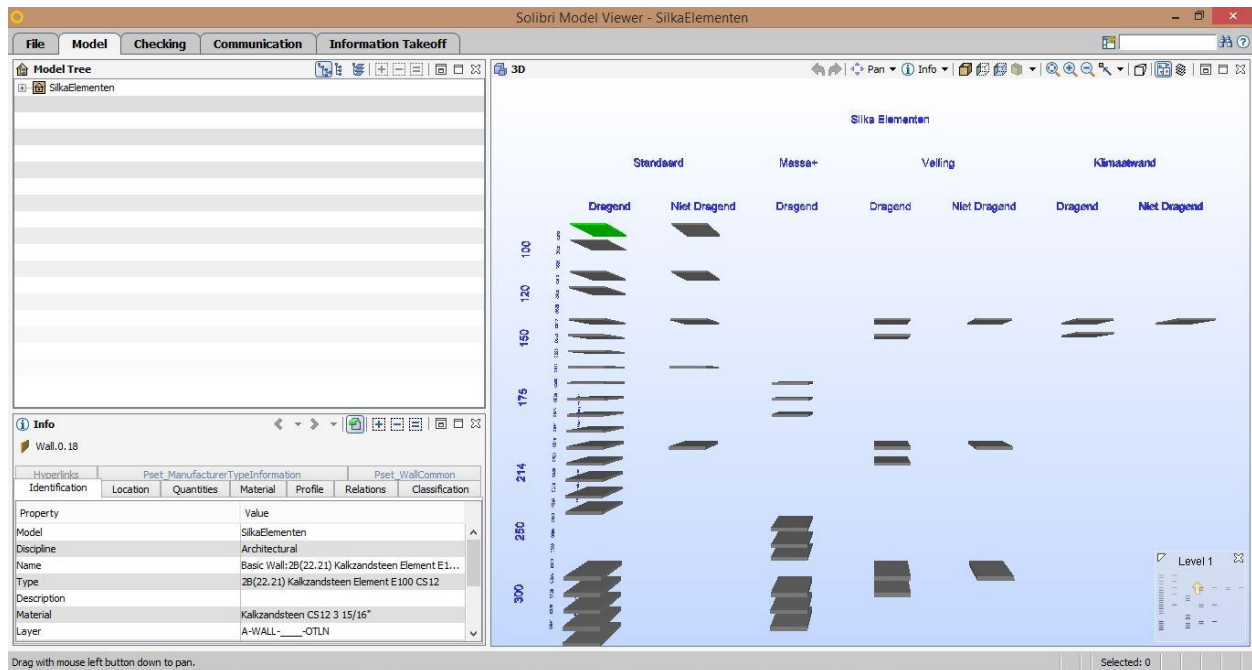 Solibri Model Viewer - SilkaElementen
File Model Checking Communication Information Takeoff
Model Tree
SilkaElementen
3D
Pan Info
Silka Elementen
Standaard Massa+ Velling Klimaatwand
Dragend Niet Dragend Dragend Dragend Niet Dragend Dragend Niet Dragend
100
120
150
175
214
250
300
Level 1
Info
Wall.0.18
Hyperlinks Pset_ManufacturerTypeInformation Pset_WallCommon
Identification Location Quantities Material Profile Relations Classification
Property Value
Model SilkaElementen
Discipline Architectural
Name Basic Wall:2B(22.21) Kalkzandsteen Element E1...
Type 2B(22.21) Kalkzandsteen Element E100 CS12
Description
Material Kalkzandsteen CS12 3 15/16"
Layer A-WALL-____-OTLN
Drag with mouse left button down to pan.
Selected: 0